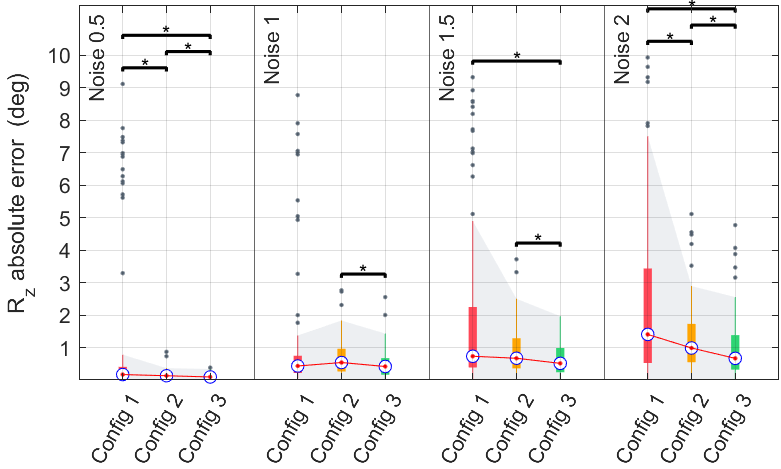 R_z absolute error (deg)
10
9
8
7
6
5
4
3
2
1
Noise 0.5
*
*
*
Noise 1
*
Noise 1.5
*
*
Noise 2
*
*
*
Config 1
Config 2
Config 3
Config 1
Config 2
Config 3
Config 1
Config 2
Config 3
Config 1
Config 2
Config 3